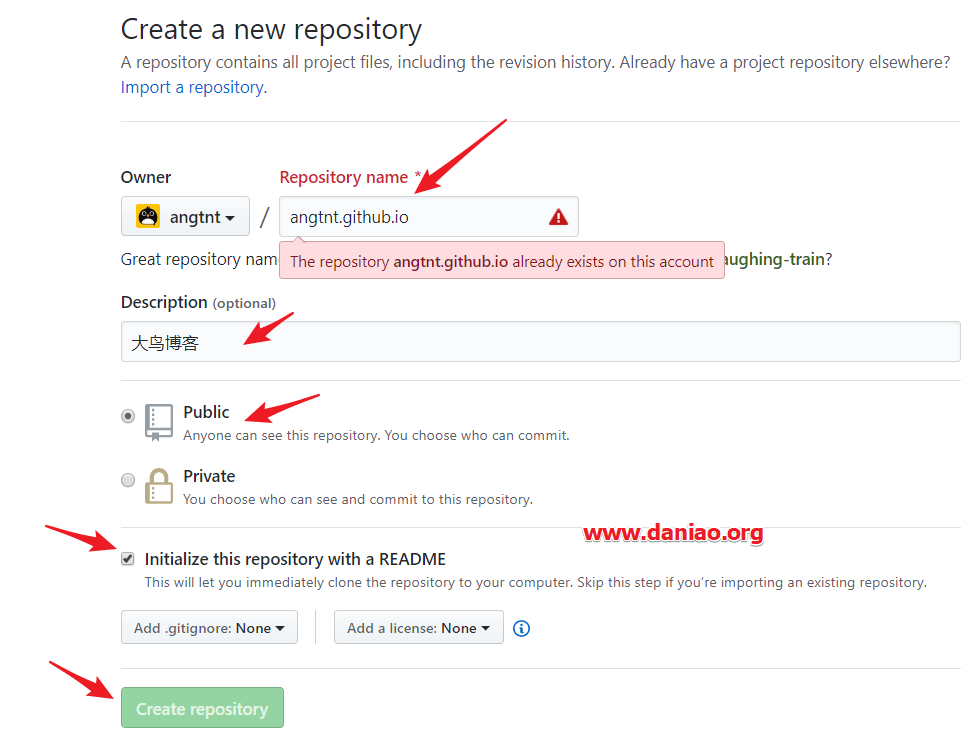 Create a new repository
A repository contains all project files, including the revision history. Already have a project repository elsewhere?
Import a repository.
Owner
Repository name *
angtnt
/
angtnt.github.io
Great repository
The repository angtnt.github.io already exists on this account
?
Description (optional)
大鸟博客
Public
Anyone can see this repository. You choose who can commit.
Private
You choose who can see and commit to this repository.
www.daniao.org
Initialize this repository with a README
This will let you immediately clone the repository to your computer. Skip this step if you're importing an existing repository.
Add .gitignore: None
Add a license: None
Create repository